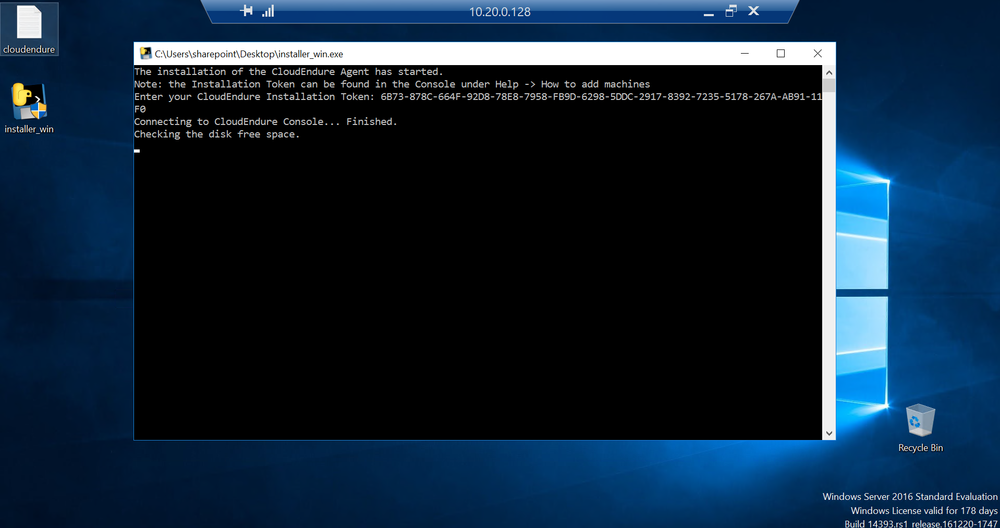 10.20.0.128
cloudendure
installer_win
C:\Users\sharepoint\Desktop\installer_win.exe
The installation of the CloudEndure Agent has started.
Note: the Installation Token can be found in the Console under Help -> How to add machines
Enter your CloudEndure Installation Token: 6B73-878C-664F-92D8-78E8-7958-FB9D-6298-5DDC-2917-8392-7235-5178-267A-AB91-11
F0
Connecting to CloudEndure Console... Finished.
Checking the disk free space.
Recycle Bin
Windows Server 2016 Standard Evaluation
Windows License valid for 178 days
Build 14393.rs1_release.161220-1747